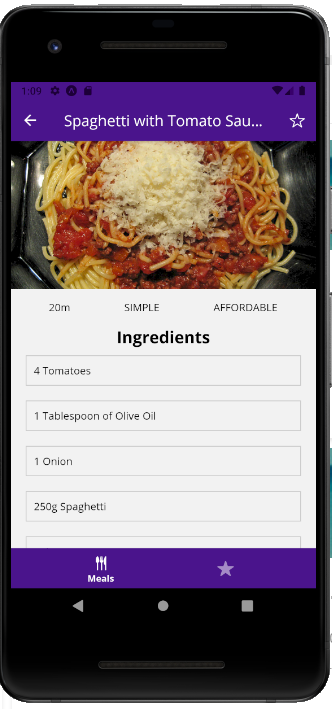 1:09
Spaghetti with Tomato Sau...
20m SIMPLE AFFORDABLE
Ingredients
4 Tomatoes
1 Tablespoon of Olive Oil
1 Onion
250g Spaghetti
Meals